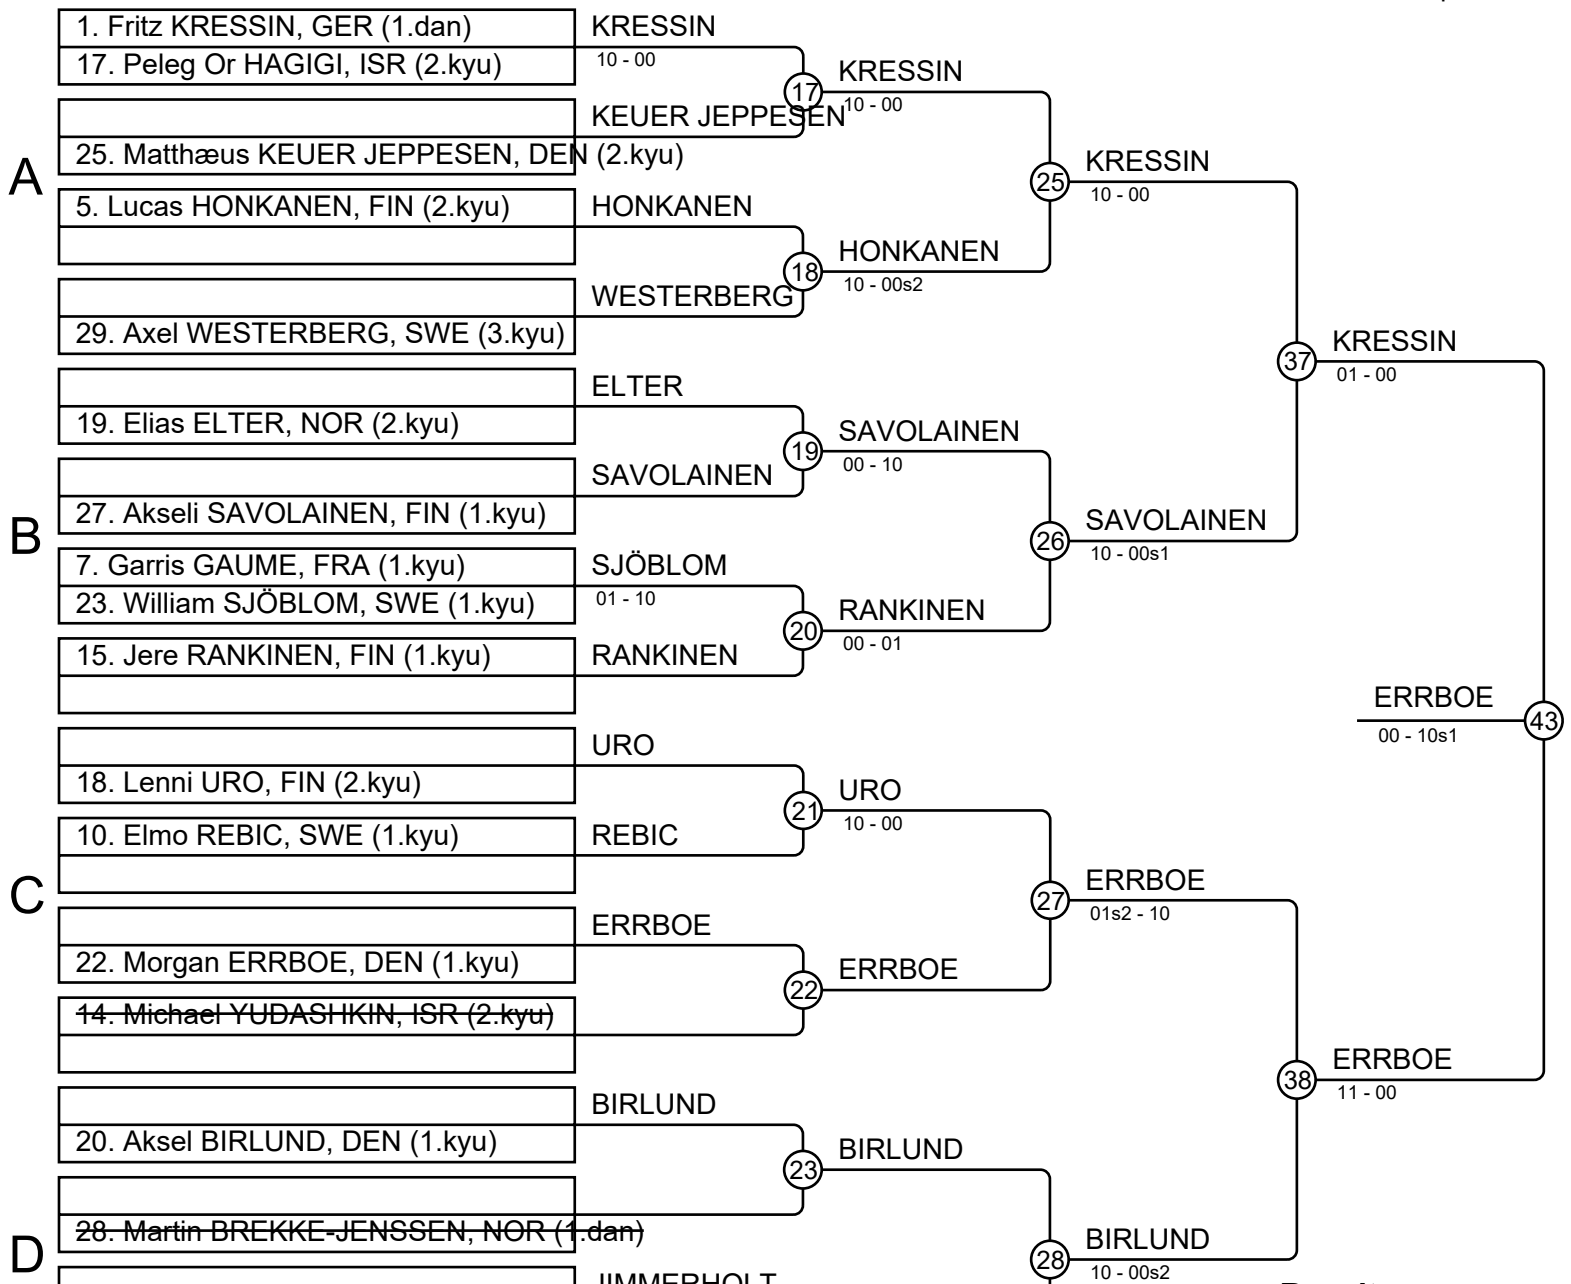 1. Fritz KRESSIN, GER (1.dan)
17. Peleg Or HAGIGI, ISR (2.kyu)
KRESSIN
10 - 00
25. Matthæus KEUER JEPPESEN, DEN (2.kyu)
KEUER JEPPESEN
17
KRESSIN
10 - 00
A
5. Lucas HONKANEN, FIN (2.kyu)
HONKANEN
29. Axel WESTERBERG, SWE (3.kyu)
WESTERBERG
18
HONKANEN
10 - 00s2
25
KRESSIN
10 - 00
19. Elias ELTER, NOR (2.kyu)
ELTER
27. Akseli SAVOLAINEN, FIN (1.kyu)
SAVOLAINEN
19
SAVOLAINEN
00 - 10
B
7. Garris GAUME, FRA (1.kyu)
23. William SJÖBLOM, SWE (1.kyu)
SJÖBLOM
01 - 10
15. Jere RANKINEN, FIN (1.kyu)
RANKINEN
20
RANKINEN
00 - 01
26
SAVOLAINEN
10 - 00s1
37
KRESSIN
01 - 00
18. Lenni URO, FIN (2.kyu)
URO
10. Elmo REBIC, SWE (1.kyu)
REBIC
21
URO
10 - 00
C
22. Morgan ERRBOE, DEN (1.kyu)
ERRBOE
14. Michael YUDASHKIN, ISR (2.kyu)
22
ERRBOE
27
ERRBOE
01s2 - 10
20. Aksel BIRLUND, DEN (1.kyu)
BIRLUND
28. Martin BREKKE-JENSSEN, NOR (1.dan)
23
BIRLUND
D
28
BIRLUND
10 - 00s2
38
ERRBOE
11 - 00
ERRBOE
00 - 10s1
43